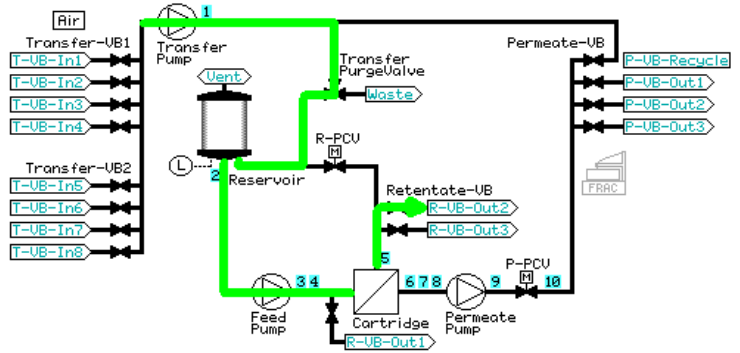 Air
1
Transfer-VB1
Transfer
Pump
Permeate-VB
T-VB-In1
T-VB-In2
T-VB-In3
T-VB-In4
Vent
Transfer
PurgeValve
Waste
P-VB-Recycle
P-VB-Out1
P-VB-Out2
P-VB-Out3
R-PCV
M
L
2
Reservoir
Transfer-VB2
T-VB-In5
T-VB-In6
T-VB-In7
T-VB-In8
Retentate-VB
R-VB-Out2
R-VB-Out3
FRAC
5
P-PCV
M
3 4
6 7 8
9
10
Feed
Pump
Cartridge
Permeate
Pump
R-VB-Out1